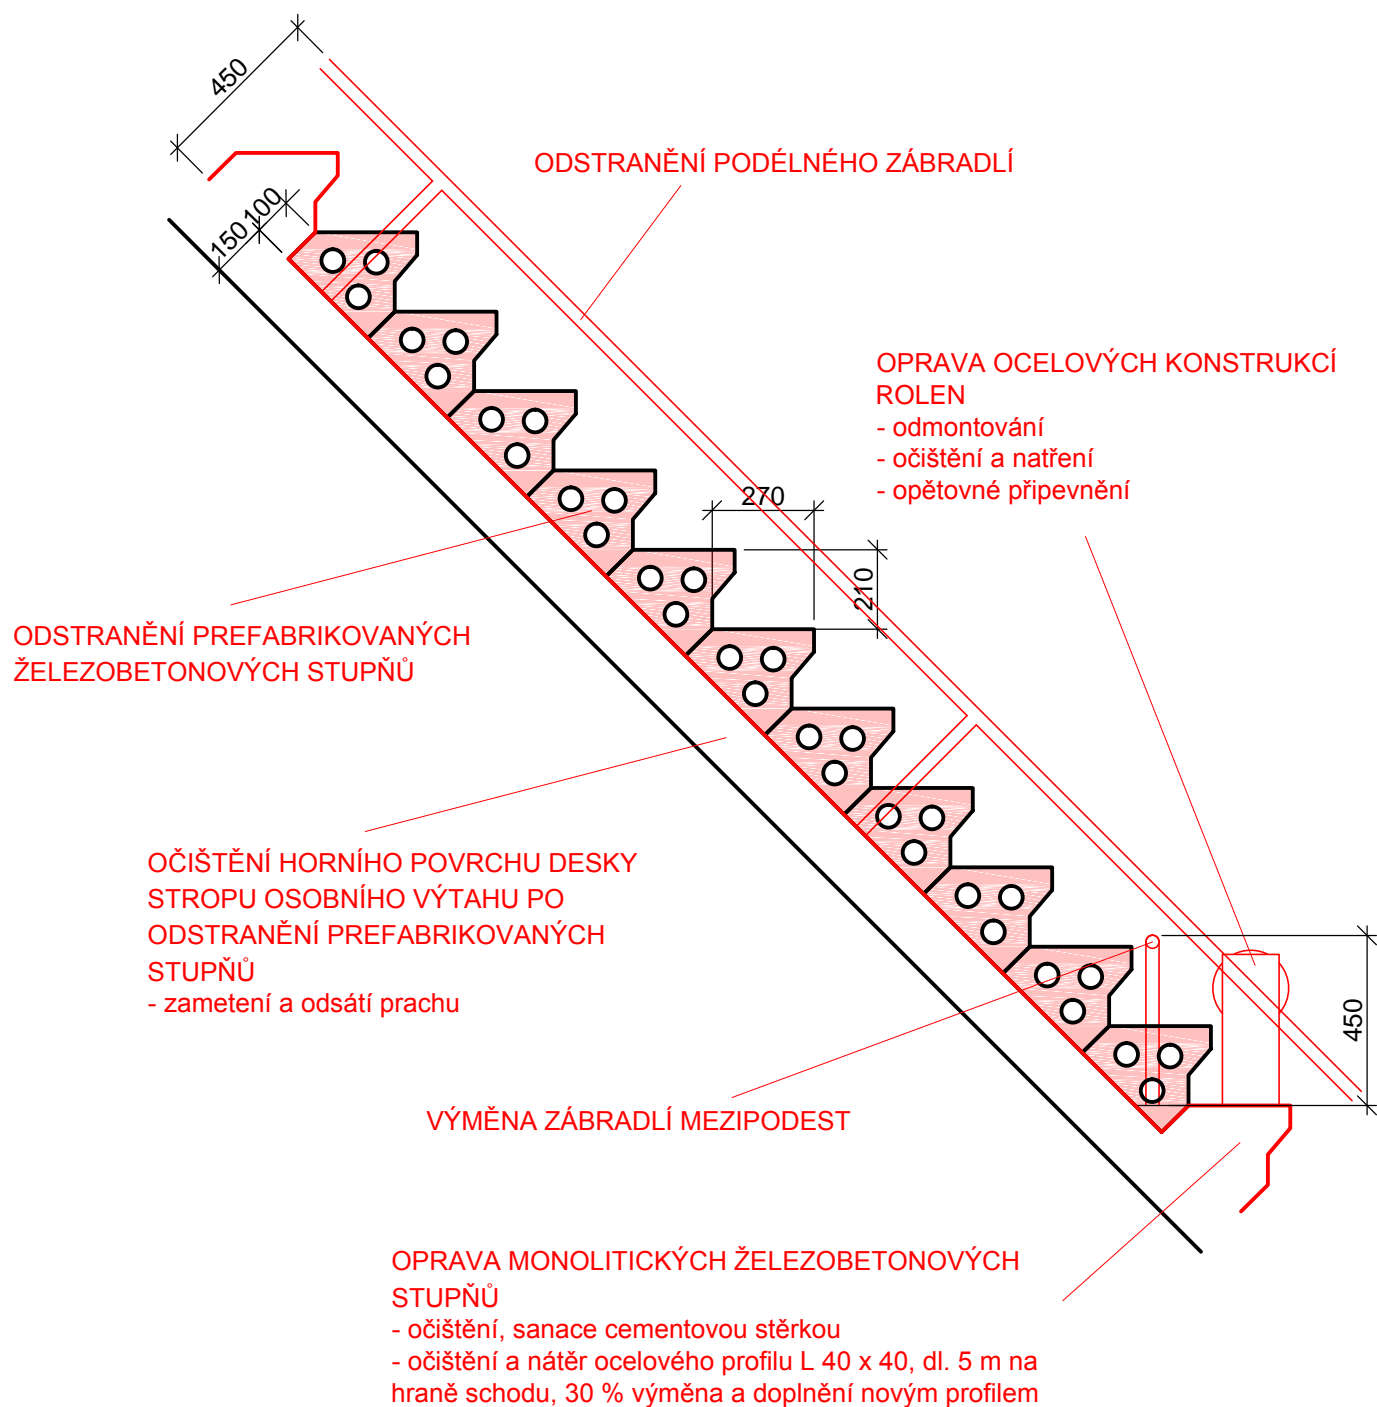 450
ODSTRANĚNÍ PODÉLNÉHO ZÁBRADLÍ
100
150
OPRAVA OCELOVÝCH KONSTRUKCÍ
ROLEN
- odmontování
- očištění a natření
- opětovné připevnění
270
210
ODSTRANĚNÍ PREFABRIKOVANÝCH
ŽELEZOBETONOVÝCH STUPŇŮ
OČIŠTĚNÍ HORNÍHO POVRCHU DESKY
STROPU OSOBNÍHO VÝTAHU PO
ODSTRANĚNÍ PREFABRIKOVANÝCH
STUPŇŮ
- zametení a odsátí prachu
450
VÝMĚNA ZÁBRADLÍ MEZIPODEST
OPRAVA MONOLITICKÝCH ŽELEZOBETONOVÝCH
STUPŇŮ
- očištění, sanace cementovou stěrkou
- očištění a nátěr ocelového profilu L 40 x 40, dl. 5 m na
hraně schodu, 30 % výměna a doplnění novým profilem